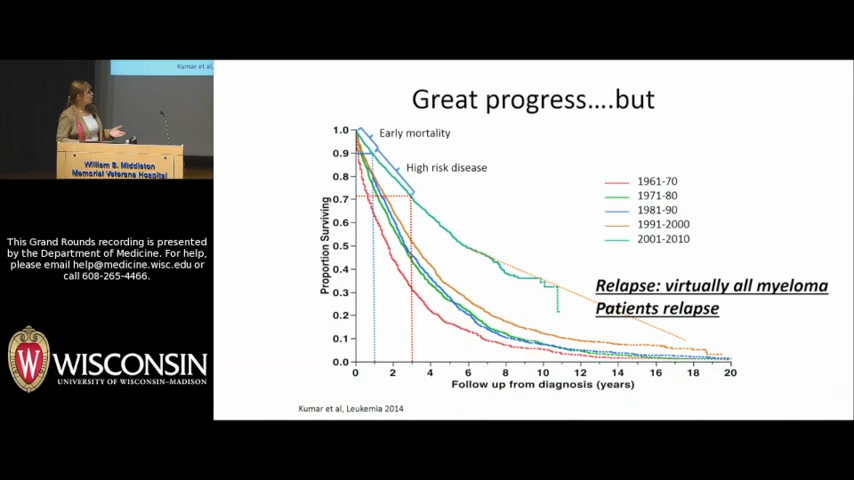 Kumar et al,
William S. Middleton
Memorial Veterans Hospital
This Grand Rounds recording is presented
by the Department of Medicine. For help,
please email help@medicine.wisc.edu or
call 608-265-4466.
W
WISCONSIN
UNIVERSITY OF WISCONSIN–MADISON
Great progress....but
Early mortality
High risk disease
1961-70
1971-80
1981-90
1991-2000
2001-2010
Relapse: virtually all myeloma
Patients relapse
Proportion Surviving
1.0
0.9
0.8
0.7
0.6
0.5
0.4
0.3
0.2
0.1
0.0
0 2 4 6 8 10 12 14 16 18 20
Follow up from diagnosis (years)
Kumar et al, Leukemia 2014